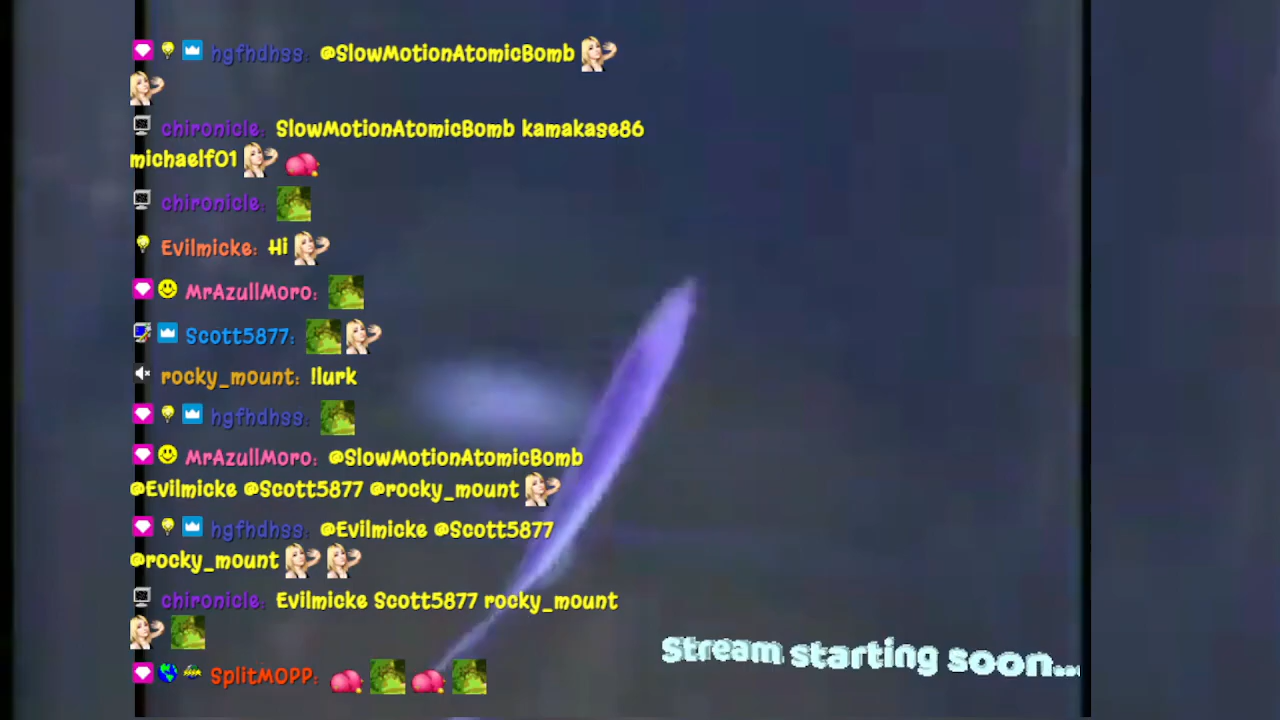 hgfhdhss: @SlowMotionAtomicBomb
chironicle: SlowMotionAtomicBomb kamakase86
michaelf01
chironicle:
Evilmicke: Hi
MrAzullMoro:
Scott5877:
rocky_mount: !lurk
hgfhdhss:
MrAzullMoro: @SlowMotionAtomicBomb
@Evilmicke @Scott5877 @rocky_mount
hgfhdhss: @Evilmicke @Scott5877
@rocky_mount
chironicle: Evilmicke Scott5877 rocky_mount
SplitMOPP:
Stream starting soon...